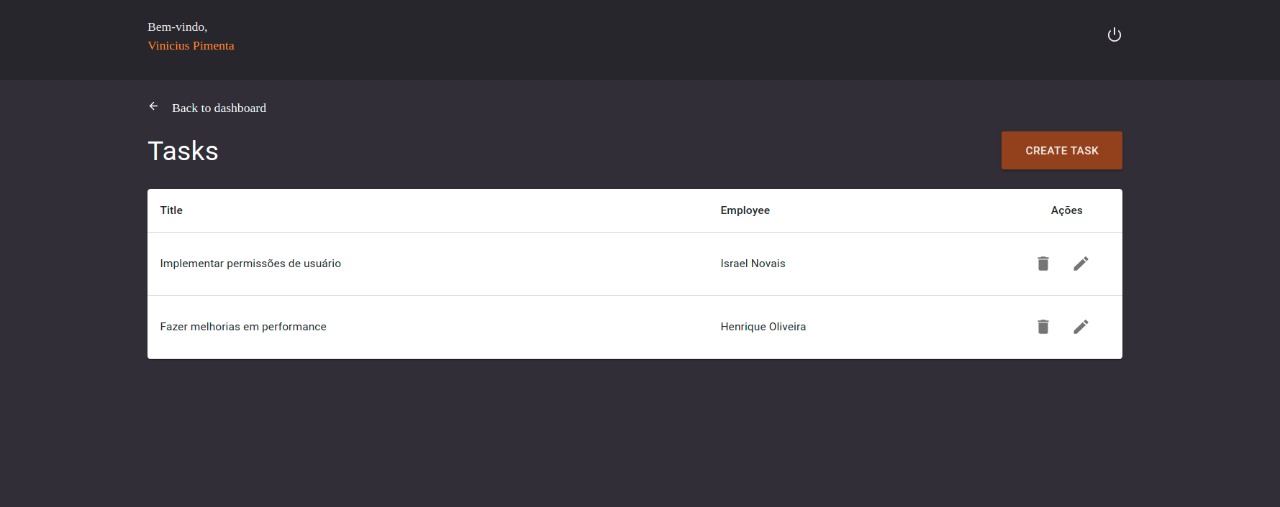 Bem-vindo,
Vinicius Pimenta
Back to dashboard
Tasks
CREATE TASK
Title Employee Ações
Implementar permissões de usuário Israel Novais
Fazer melhorias em performance Henrique Oliveira